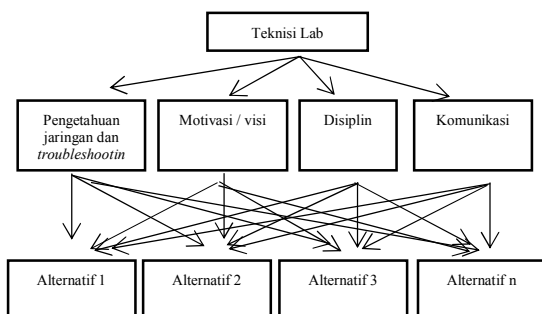 Teknisi Lab
Pengetahuan
jaringan dan
troubleshootin
Motivasi / visi
Disiplin
Komunikasi
Alternatif 1
Alternatif 2
Alternatif 3
Alternatif n